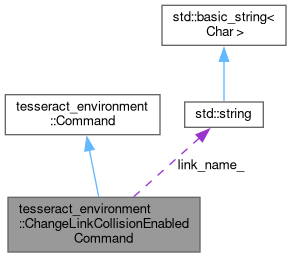 std::basic_string<
Char >
tesseract_environment
::Command
std::string
link_name_
tesseract_environment
::ChangeLinkCollisionEnabled
Command